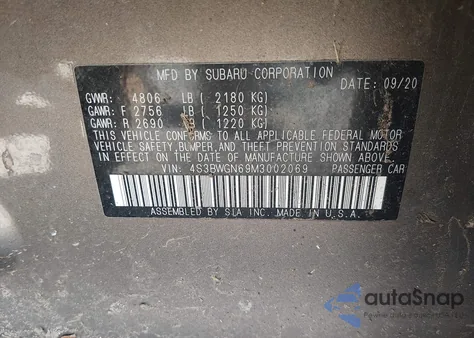 MFD BY SUBARU CORPORATION
DATE: 09/20
GVWR: 4806 LB ( 2180 KG)
GAWR: F 2756 LB ( 1250 KG)
GAWR: R 2690 LB ( 1220 KG)
THIS VEHICLE CONFORMS TO ALL APPLICABLE FEDERAL MOTOR
VEHICLE SAFETY, BUMPER, AND THEFT PREVENTION STANDARDS
IN EFFECT ON THE DATE OF MANUFACTURE SHOWN ABOVE.
VIN: 4S3BWGN69M3002069 PASSENGER CAR
ASSEMBLED BY SIA INC. MADE IN U.S.A.
autoSnap